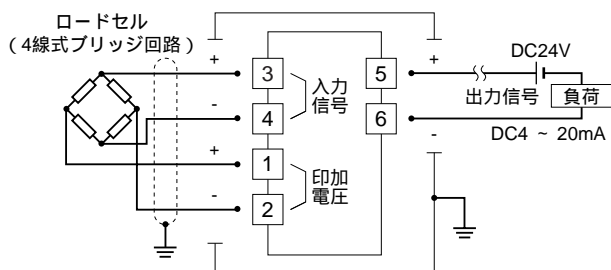 ロードセル
(4線式ブリッジ回路)
+
3
入力
信号
-
4
+
1
印加
電圧
-
2
5
+
DC24V
出力信号
負荷
6
-
DC4 ~ 20mA